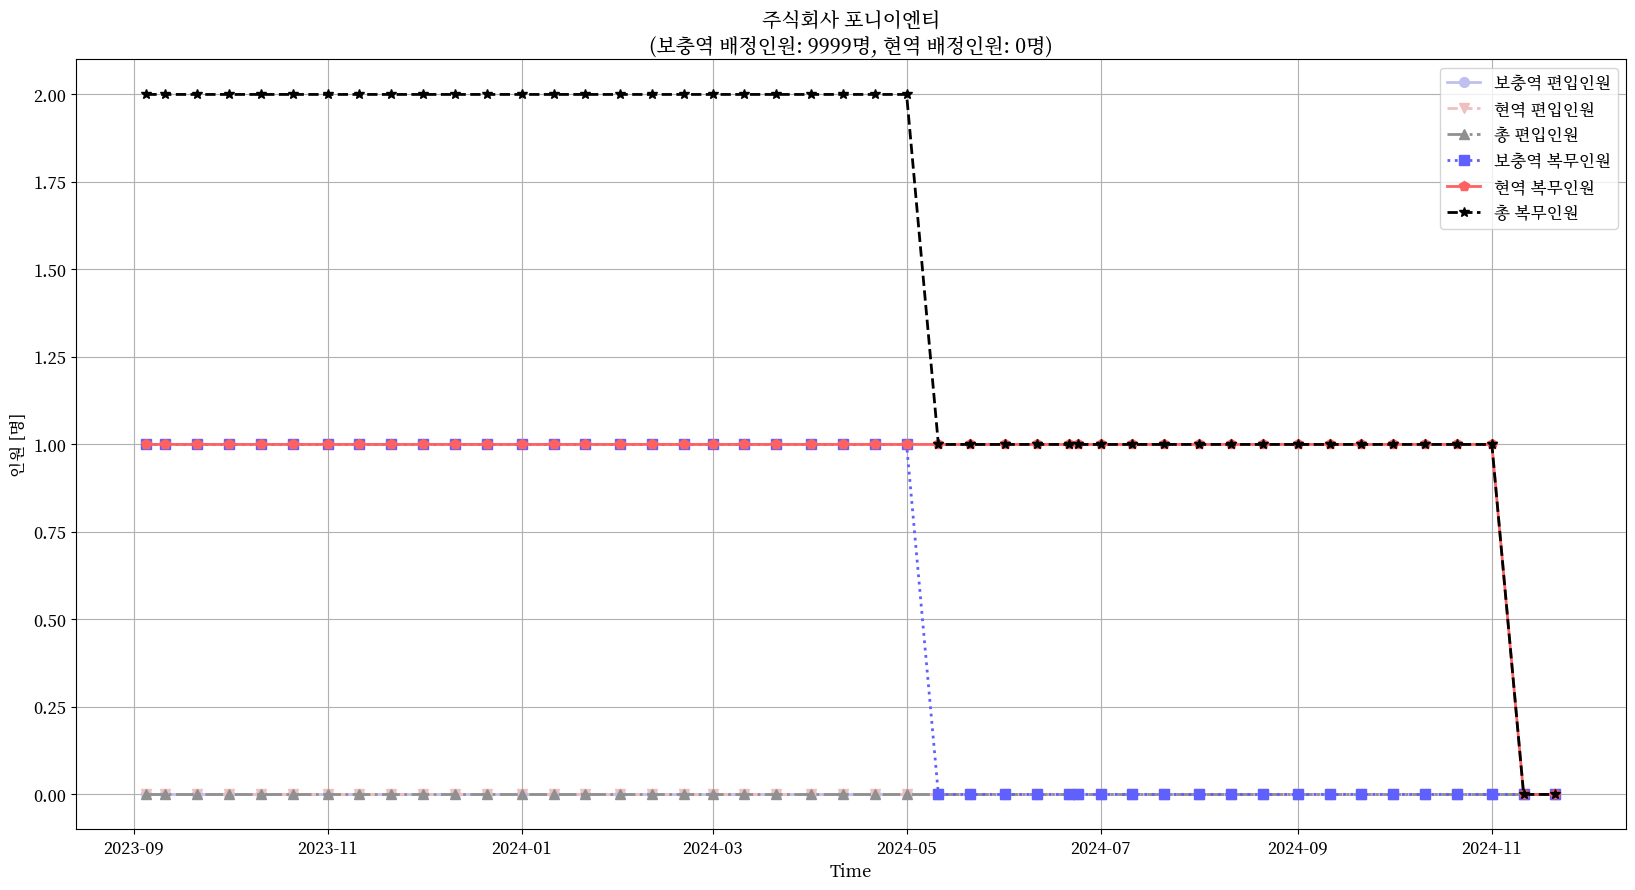 주식회사 포니이엔티
(보충역 배정인원: 9999명, 현역 배정인원: 0명)
보충역 편입인원
현역 편입인원
총 편입인원
보충역 복무인원
현역 복무인원
총 복무인원
인원 [명]
2.00
1.75
1.50
1.25
1.00
0.75
0.50
0.25
0.00
2023-09
2023-11
2024-01
2024-03
2024-05
2024-07
2024-09
2024-11
Time